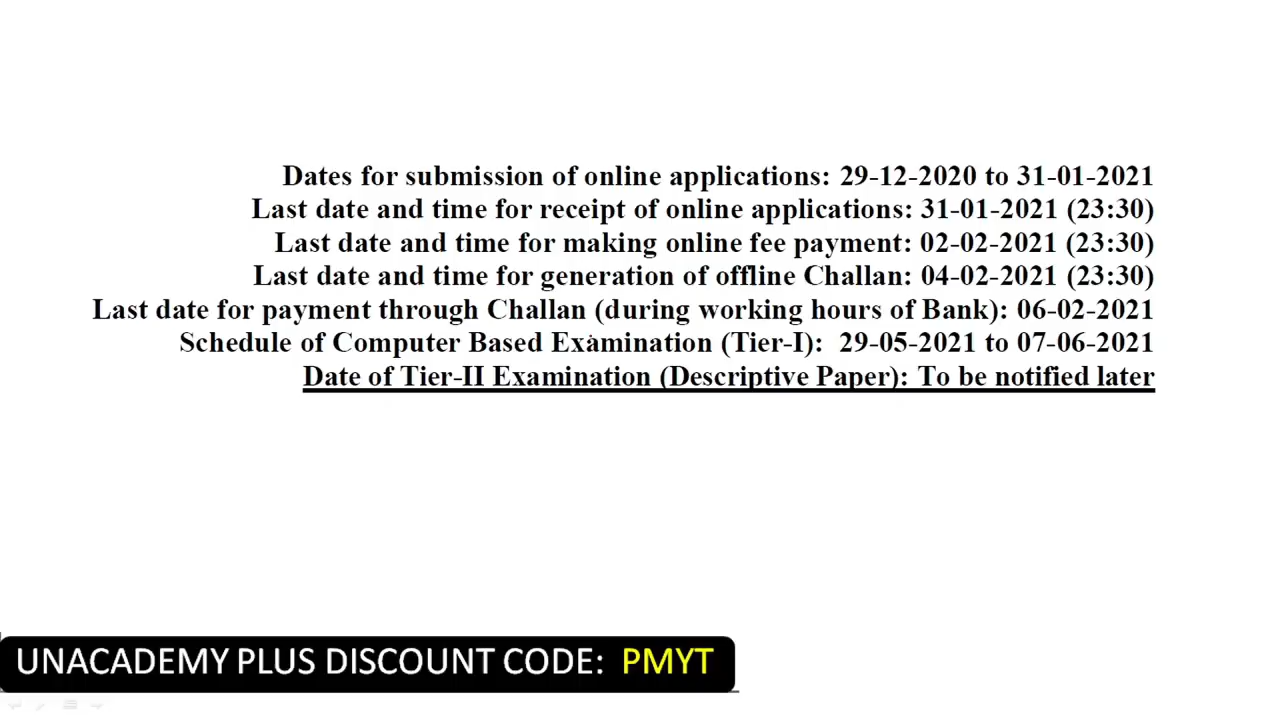 Dates for submission of online applications: 29-12-2020 to 31-01-2021
Last date and time for receipt of online applications: 31-01-2021 (23:30)
Last date and time for making online fee payment: 02-02-2021 (23:30)
Last date and time for generation of offline Challan: 04-02-2021 (23:30)
Last date for payment through Challan (during working hours of Bank): 06-02-2021
Schedule of Computer Based Examination (Tier-I): 29-05-2021 to 07-06-2021
Date of Tier-II Examination (Descriptive Paper): To be notified later
UNACADEMY PLUS DISCOUNT CODE: PMYT